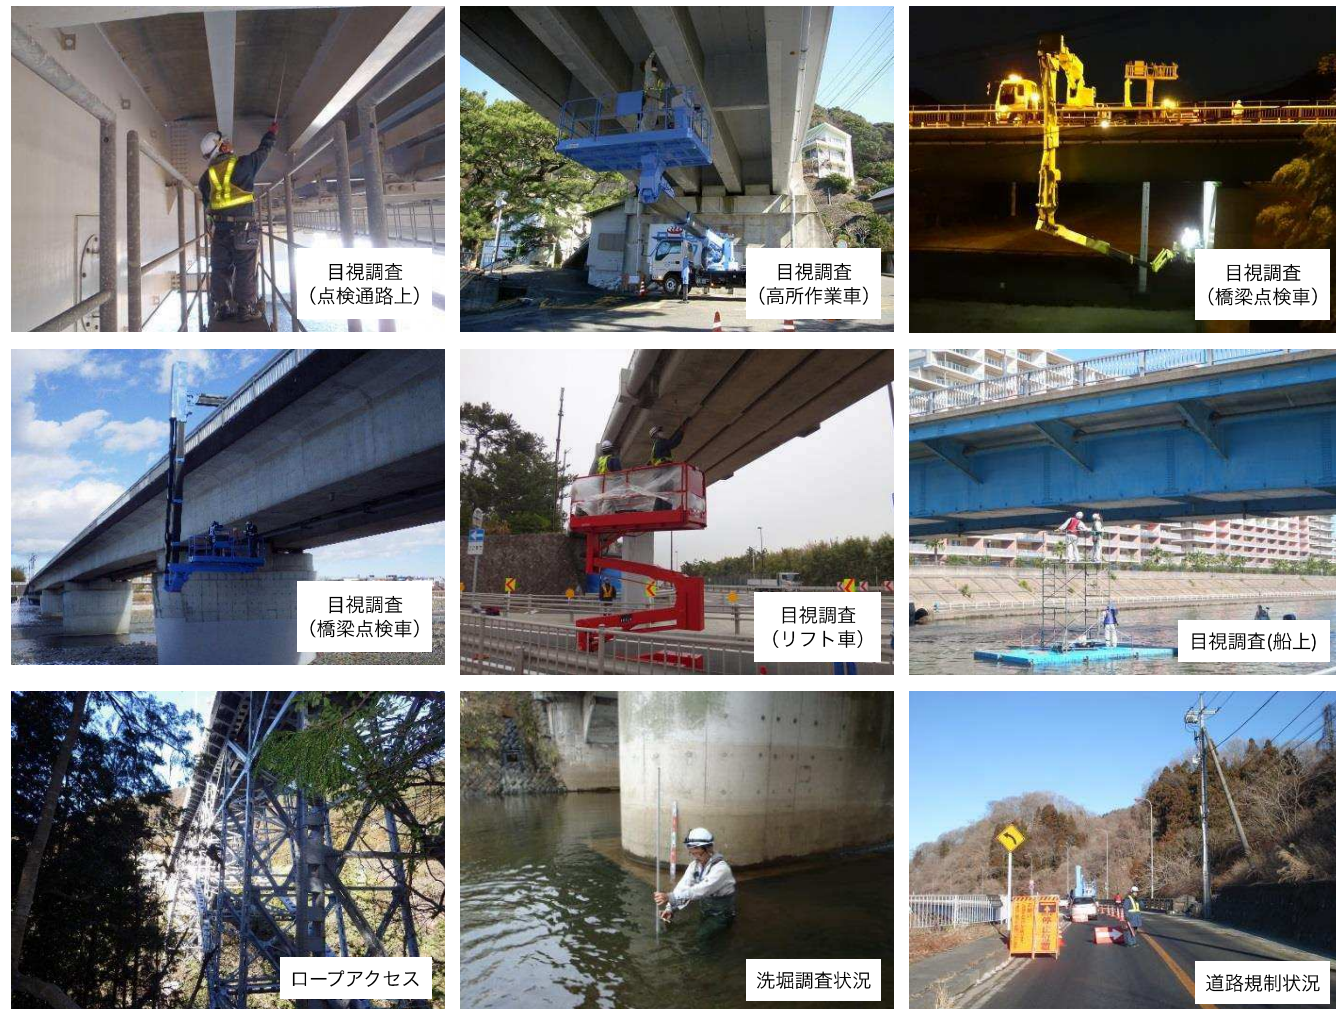 目視調査
（点検通路上）
目視調査
（高所作業車）
目視調査
（橋梁点検車）
目視調査
（橋梁点検車）
目視調査
（リフト車）
目視調査(船上)
ロープアクセス
洗堀調査状況
道路規制状況